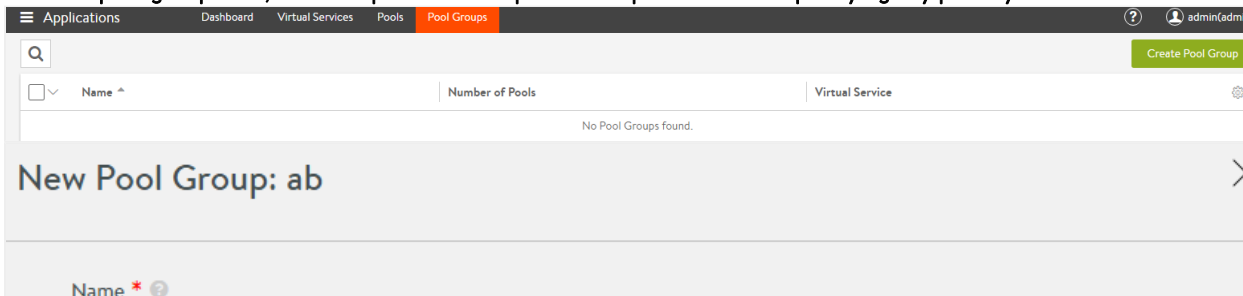 Applications Dashboard Virtual Services Pools Pool Groups ? admin(admi
Create Pool Group
Name Number of Pools Virtual Service
No Pool Groups found.
New Pool Group: ab
Name * ?